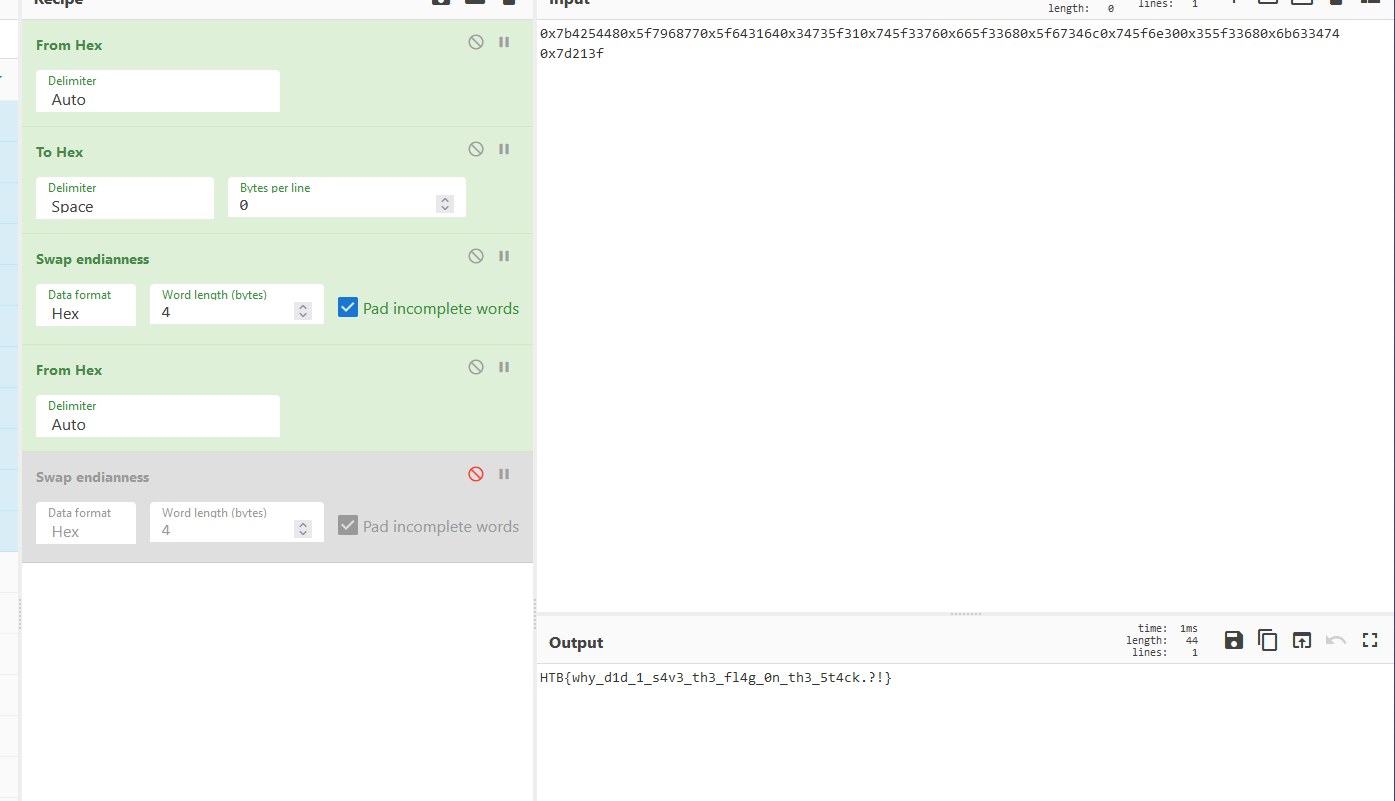 Recipe
Input
length: 0
lines: 1
From Hex
Delimiter
Auto
To Hex
Delimiter
Space
Bytes per line
0
Swap endianness
Data format
Hex
Word length (bytes)
4
Pad incomplete words
From Hex
Delimiter
Auto
Swap endianness
Data format
Hex
Word length (bytes)
4
Pad incomplete words
0x7b4254480x5f7968770x5f6431640x34735f310x745f33760x665f33680x5f67346c0x745f6e300x355f33680x6b633474
0x7d213f
Output
time: 1ms
length: 44
lines: 1
HTB{why_d1d_1_s4v3_th3_fl4g_0n_th3_5t4ck.?!}